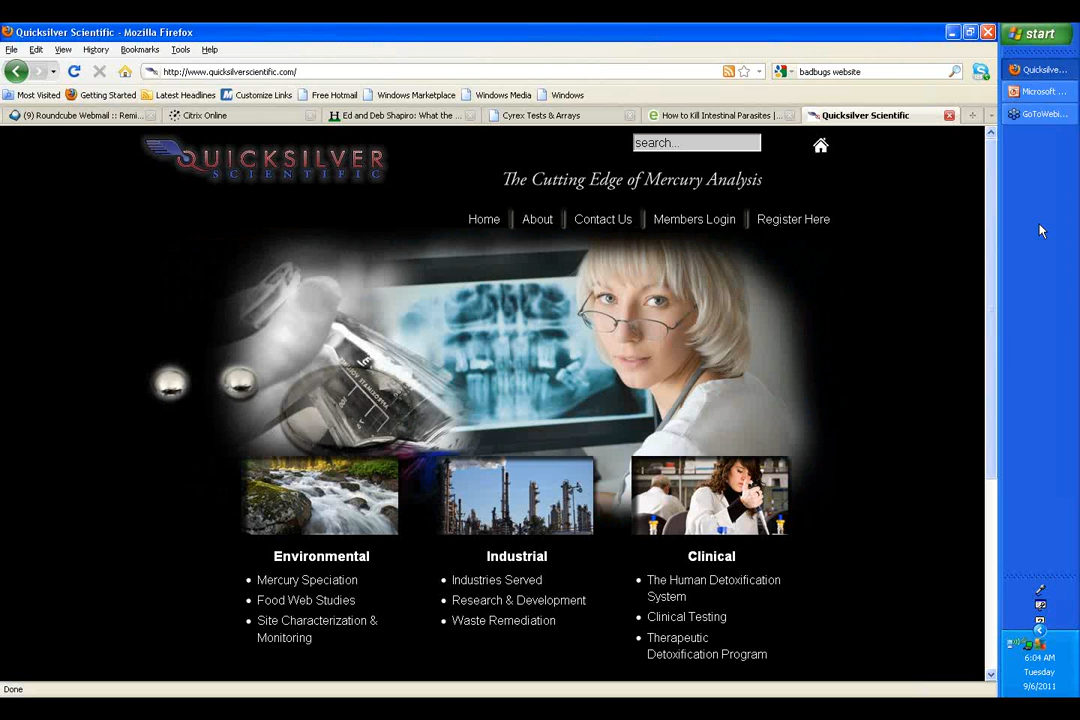 Quicksilver Scientific - Mozilla Firefox
start
File Edit View History Bookmarks Tools Help
http://www.quicksilverscientific.com/
badbugs website
Quicksilve...
Most Visited Getting Started Latest Headlines Customize Links Free Hotmail Windows Marketplace Windows Media Windows
Microsoft ...
(9) Roundcube Webmail :: Remi...
Citrix Online
Ed and Deb Shapiro: What the ...
Cyrex Tests & Arrays
How to Kill Intestinal Parasites |...
Quicksilver Scientific
GoToWebi...
QUICKSILVER
SCIENTIFIC
search...
The Cutting Edge of Mercury Analysis
Home About Contact Us Members Login Register Here
Environmental
Mercury Speciation
Food Web Studies
Site Characterization &
Monitoring
Industrial
Industries Served
Research & Development
Waste Remediation
Clinical
The Human Detoxification
System
Clinical Testing
Therapeutic
Detoxification Program
Done
6:04 AM
Tuesday
9/6/2011